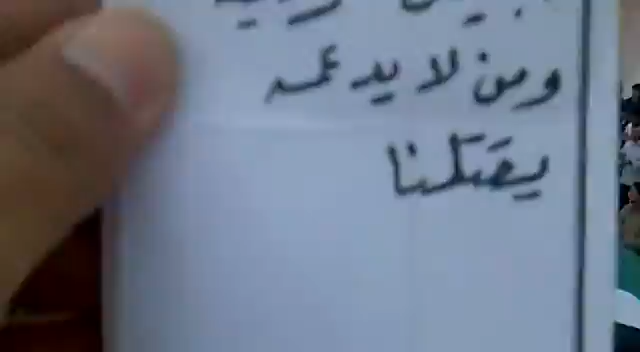 ومن لا يدعمه
يقتلنا